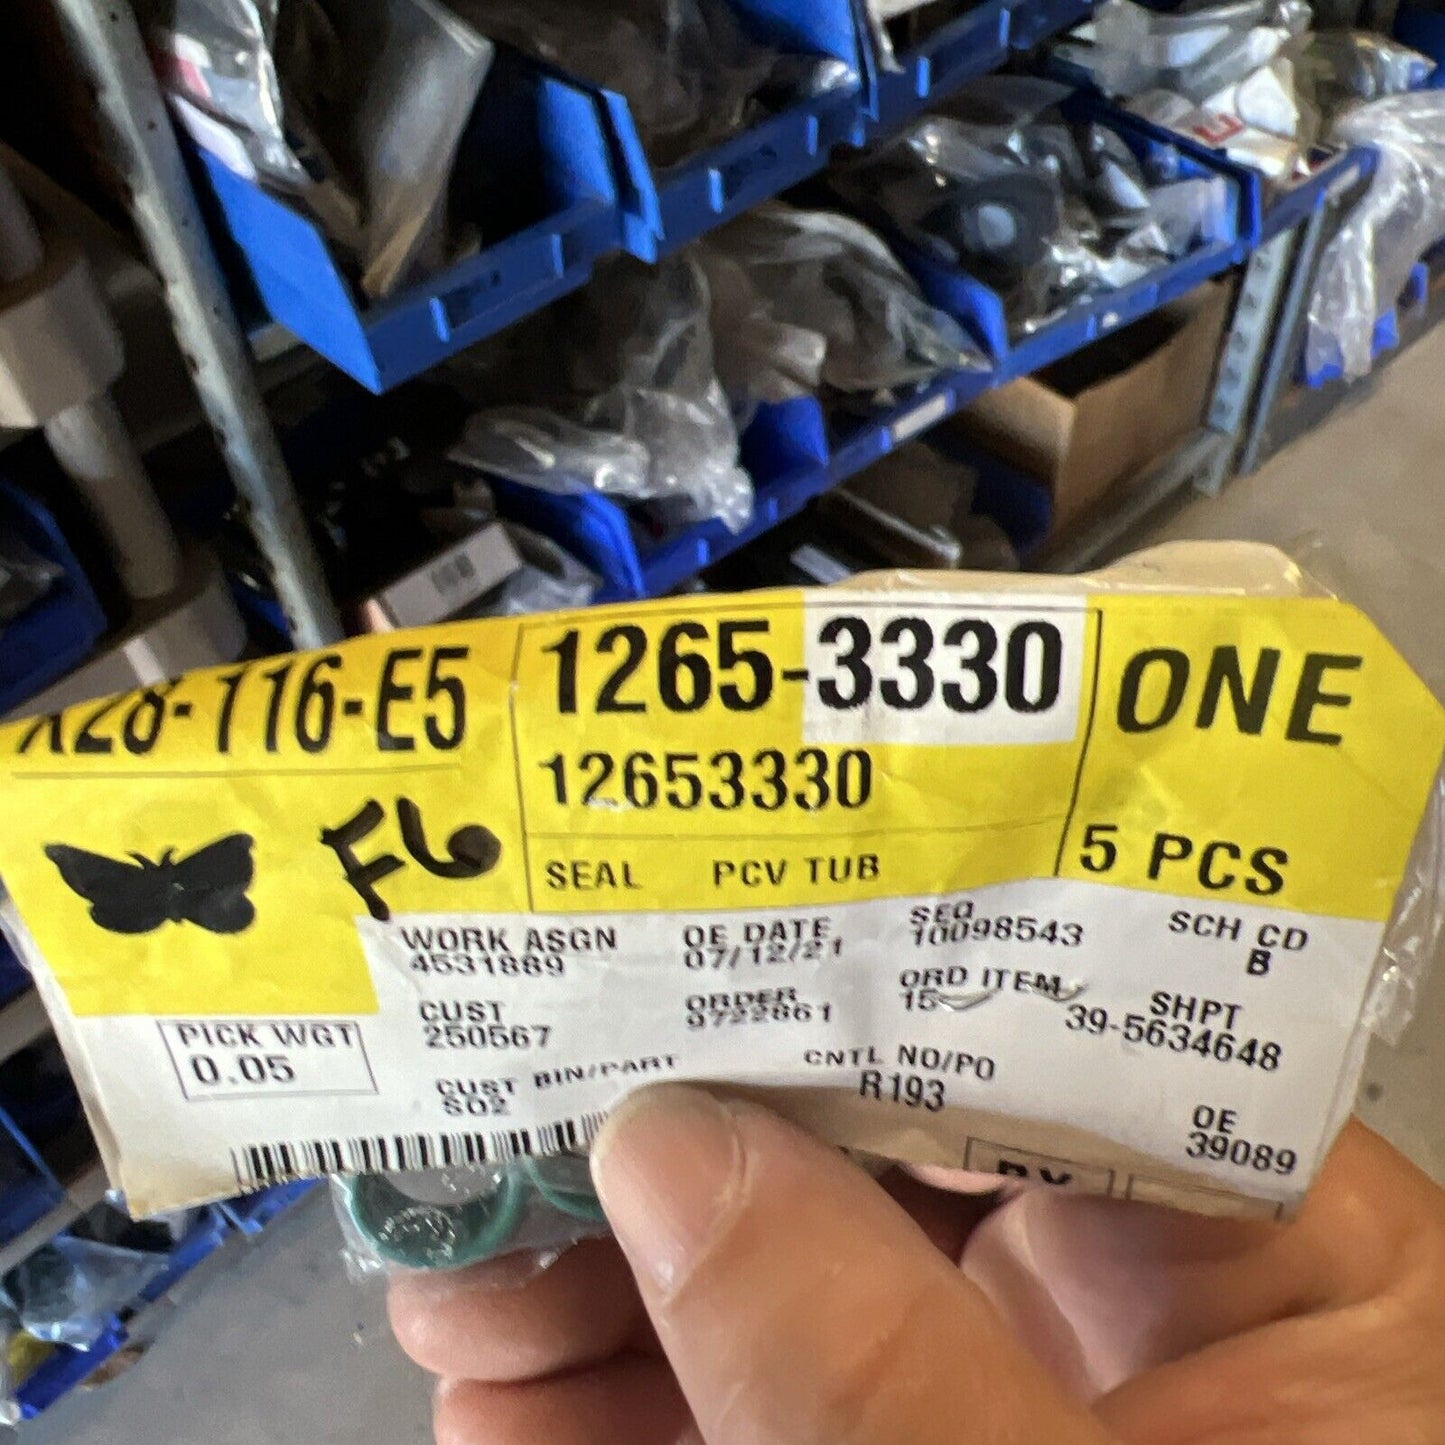 X28-116-E5
1265-3330
ONE
12653330
F6
SEAL PCV TUB
5 PCS
WORK ASGN
4531889
OE DATE
07/12/21
SEQ
10098543
SCH CD
B
CUST
250567
ORDER
9722861
ORD ITEM
15
SHPT
39-5634648
PICK WGT
0.05
CUST BIN/PART
S02
CNTL NO/PO
R193
OE
39089